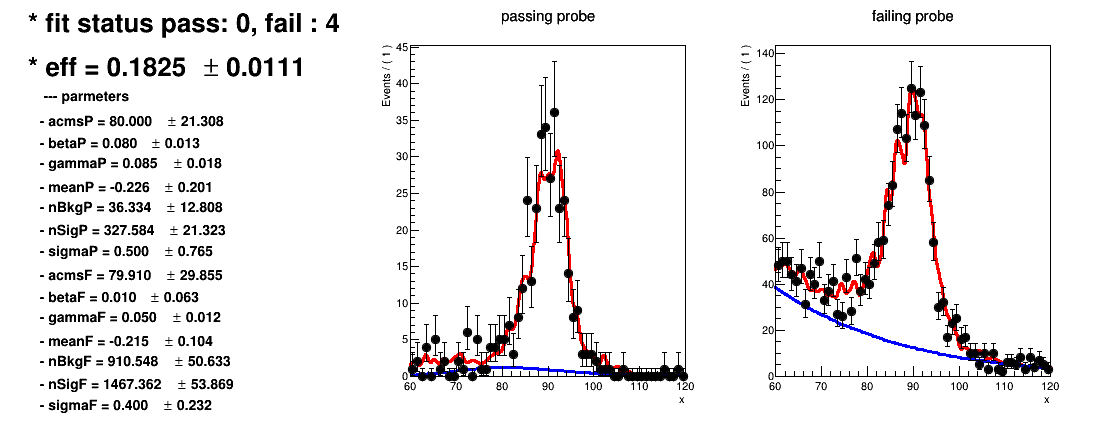 * fit status pass: 0, fail : 4
* eff = 0.1825 ± 0.0111
--- parmeters
- acmsP = 80.000 ± 21.308
- betaP = 0.080 ± 0.013
- gammaP = 0.085 ± 0.018
- meanP = -0.226 ± 0.201
- nBkgP = 36.334 ± 12.808
- nSigP = 327.584 ± 21.323
- sigmaP = 0.500 ± 0.765
- acmsF = 79.910 ± 29.855
- betaF = 0.010 ± 0.063
- gammaF = 0.050 ± 0.012
- meanF = -0.215 ± 0.104
- nBkgF = 910.548 ± 50.633
- nSigF = 1467.362 ± 53.869
- sigmaF = 0.400 ± 0.232
passing probe
Events / ( 1 )
45
40
35
30
25
20
15
10
5
0
60 70 80 90 100 110 120
x
failing probe
Events / ( 1 )
140
120
100
80
60
40
20
0
60 70 80 90 100 110 120
x